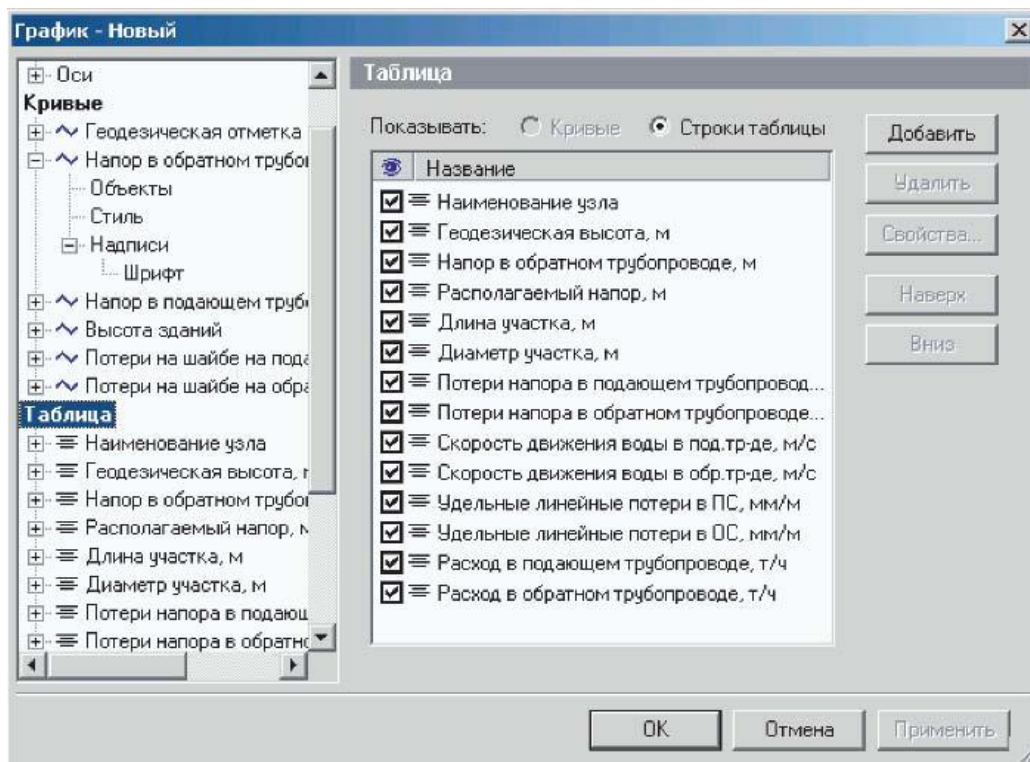 График - Новый
Оси
Кривые
Геодезическая отметка
Напор в обратном трубо
Объекты
Стиль
Надписи
Шрифт
Напор в подающем труб
Высота зданий
Потери на шайбе на пода
Потери на шайбе на обра
Таблица
Наименование узла
Геодезическая высота,
Напор в обратном трубо
Располагаемый напор, м
Длина участка, м
Диаметр участка, м
Потери напора в подающ
Потери напора в обратно
Таблица
Показывать: Кривые Строки таблицы
Название
Наименование узла
Геодезическая высота, м
Напор в обратном трубопроводе, м
Располагаемый напор, м
Длина участка, м
Диаметр участка, м
Потери напора в подающем трубопровод...
Потери напора в обратном трубопроводе...
Скорость движения воды в под.тр-де, м/с
Скорость движения воды в обр.тр-де, м/с
Удельные линейные потери в ПС, мм/м
Удельные линейные потери в ОС, мм/м
Расход в подающем трубопроводе, т/ч
Расход в обратном трубопроводе, т/ч
Добавить
Удалить
Свойства...
Наверх
Вниз
ОК
Отмена
Применить